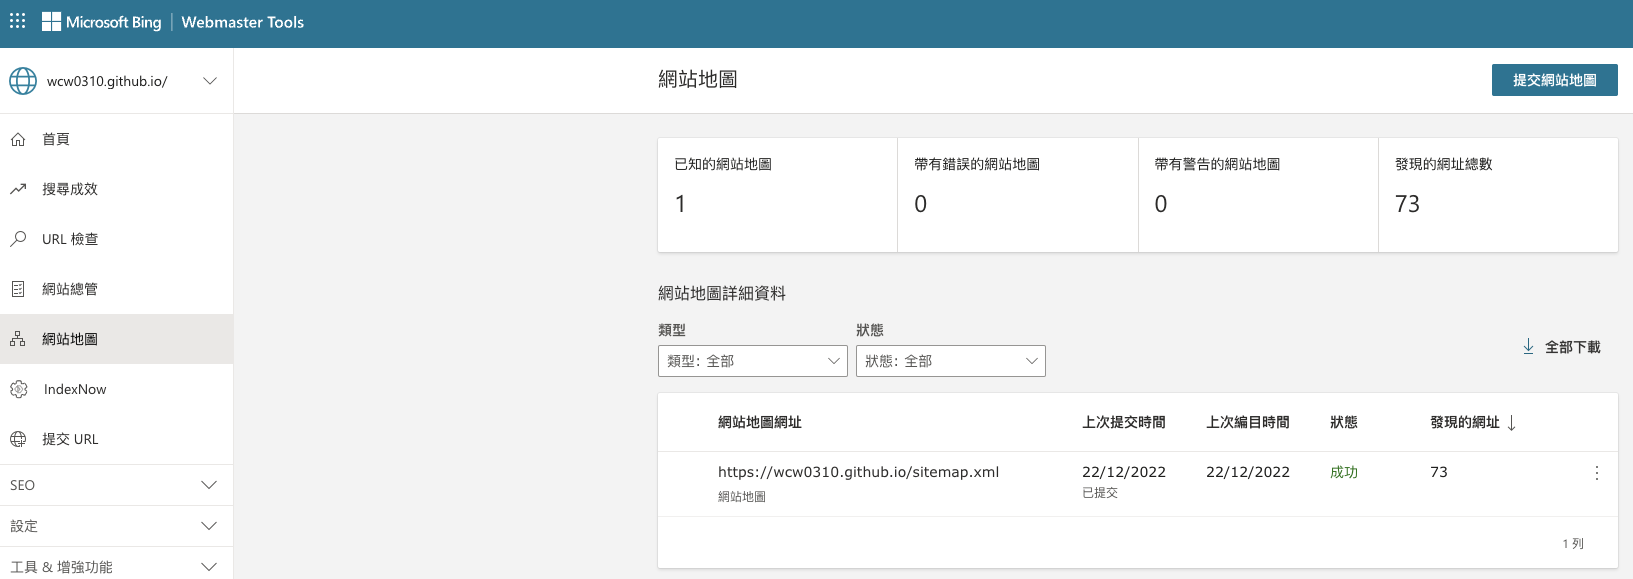 Microsoft Bing | Webmaster Tools
wcw0310.github.io/
首頁
搜尋成效
URL 檢查
網站總管
網站地圖
IndexNow
提交 URL
SEO
設定
工具 & 增強功能
網站地圖
提交網站地圖
已知的網站地圖
1
帶有錯誤的網站地圖
0
帶有警告的網站地圖
0
發現的網址總數
73
網站地圖詳細資料
類型
類型: 全部
狀態
狀態: 全部
全部下載
網站地圖網址 上次提交時間 上次編目時間 狀態 發現的網址
https://wcw0310.github.io/sitemap.xml 22/12/2022 22/12/2022 成功 73
網站地圖 已提交
1 列